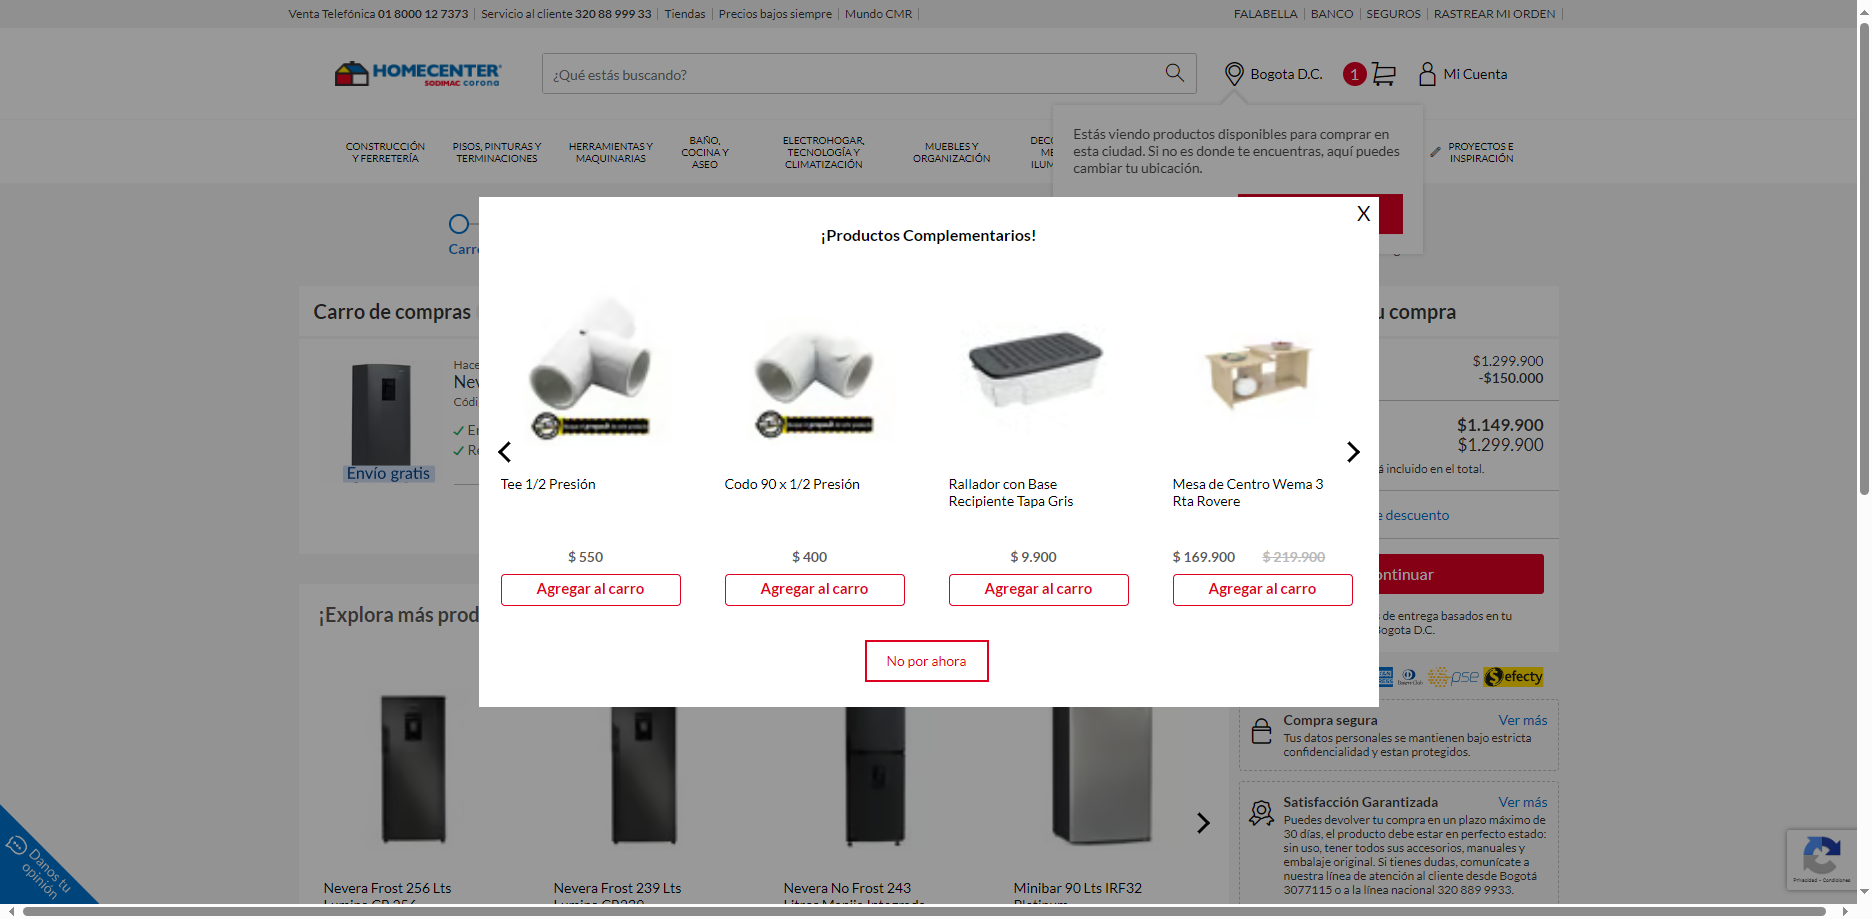 Venta Telefónica 01 8000 12 7373 Servicio al cliente 320 88 999 33 Tiendas Precios bajos siempre Mundo CMR
FALABELLA BANCO SEGUROS RASTREAR MI ORDEN
HOMECENTER
SODIMAC corona
¿Qué estás buscando?
Bogota D.C.
1
Mi Cuenta
CONSTRUCCIÓN Y FERRETERÍA
PISOS, PINTURAS Y TERMINACIONES
HERRAMIENTAS Y MAQUINARIAS
BAÑO, COCINA Y ASEO
ELECTROHOGAR, TECNOLOGÍA Y CLIMATIZACIÓN
MUEBLES Y ORGANIZACIÓN
PROYECTOS E INSPIRACIÓN
Estás viendo productos disponibles para comprar en
esta ciudad. Si no es donde te encuentras, aquí puedes
cambiar tu ubicación.
X
¡Productos Complementarios!
Tee 1/2 Presión
$ 550
Agregar al carro
Codo 90 x 1/2 Presión
$ 400
Agregar al carro
Rallador con Base
Recipiente Tapa Gris
$ 9.900
Agregar al carro
Mesa de Centro Wema 3
Rta Rovere
$ 169.900 $ 219.900
Agregar al carro
No por ahora
Carro de compras
Envío gratis
Hace
Códi
compra
$1.299.900
-$150.000
$1.149.900
$1.299.900
incluido en el total.
descuento
de entrega basados en tu
Bogota D.C.
pse
efecty
Compra segura Ver más
Tus datos personales se mantienen bajo estricta
confidencialidad y estan protegidos.
Satisfacción Garantizada Ver más
Puedes devolver tu compra en un plazo máximo de
30 días, el producto debe estar en perfecto estado:
sin uso, tener todos sus accesorios, manuales y
embalaje original. Si tienes dudas, comunícate a
nuestra línea de atención al cliente desde Bogotá
3077115 o a la línea nacional 320 889 9933.
¡Explora más prod
Nevera Frost 256 Lts
Nevera Frost 239 Lts
Nevera No Frost 243
Minibar 90 Lts IRF32
Danos tu
opinión
Privacidad - Condiciones